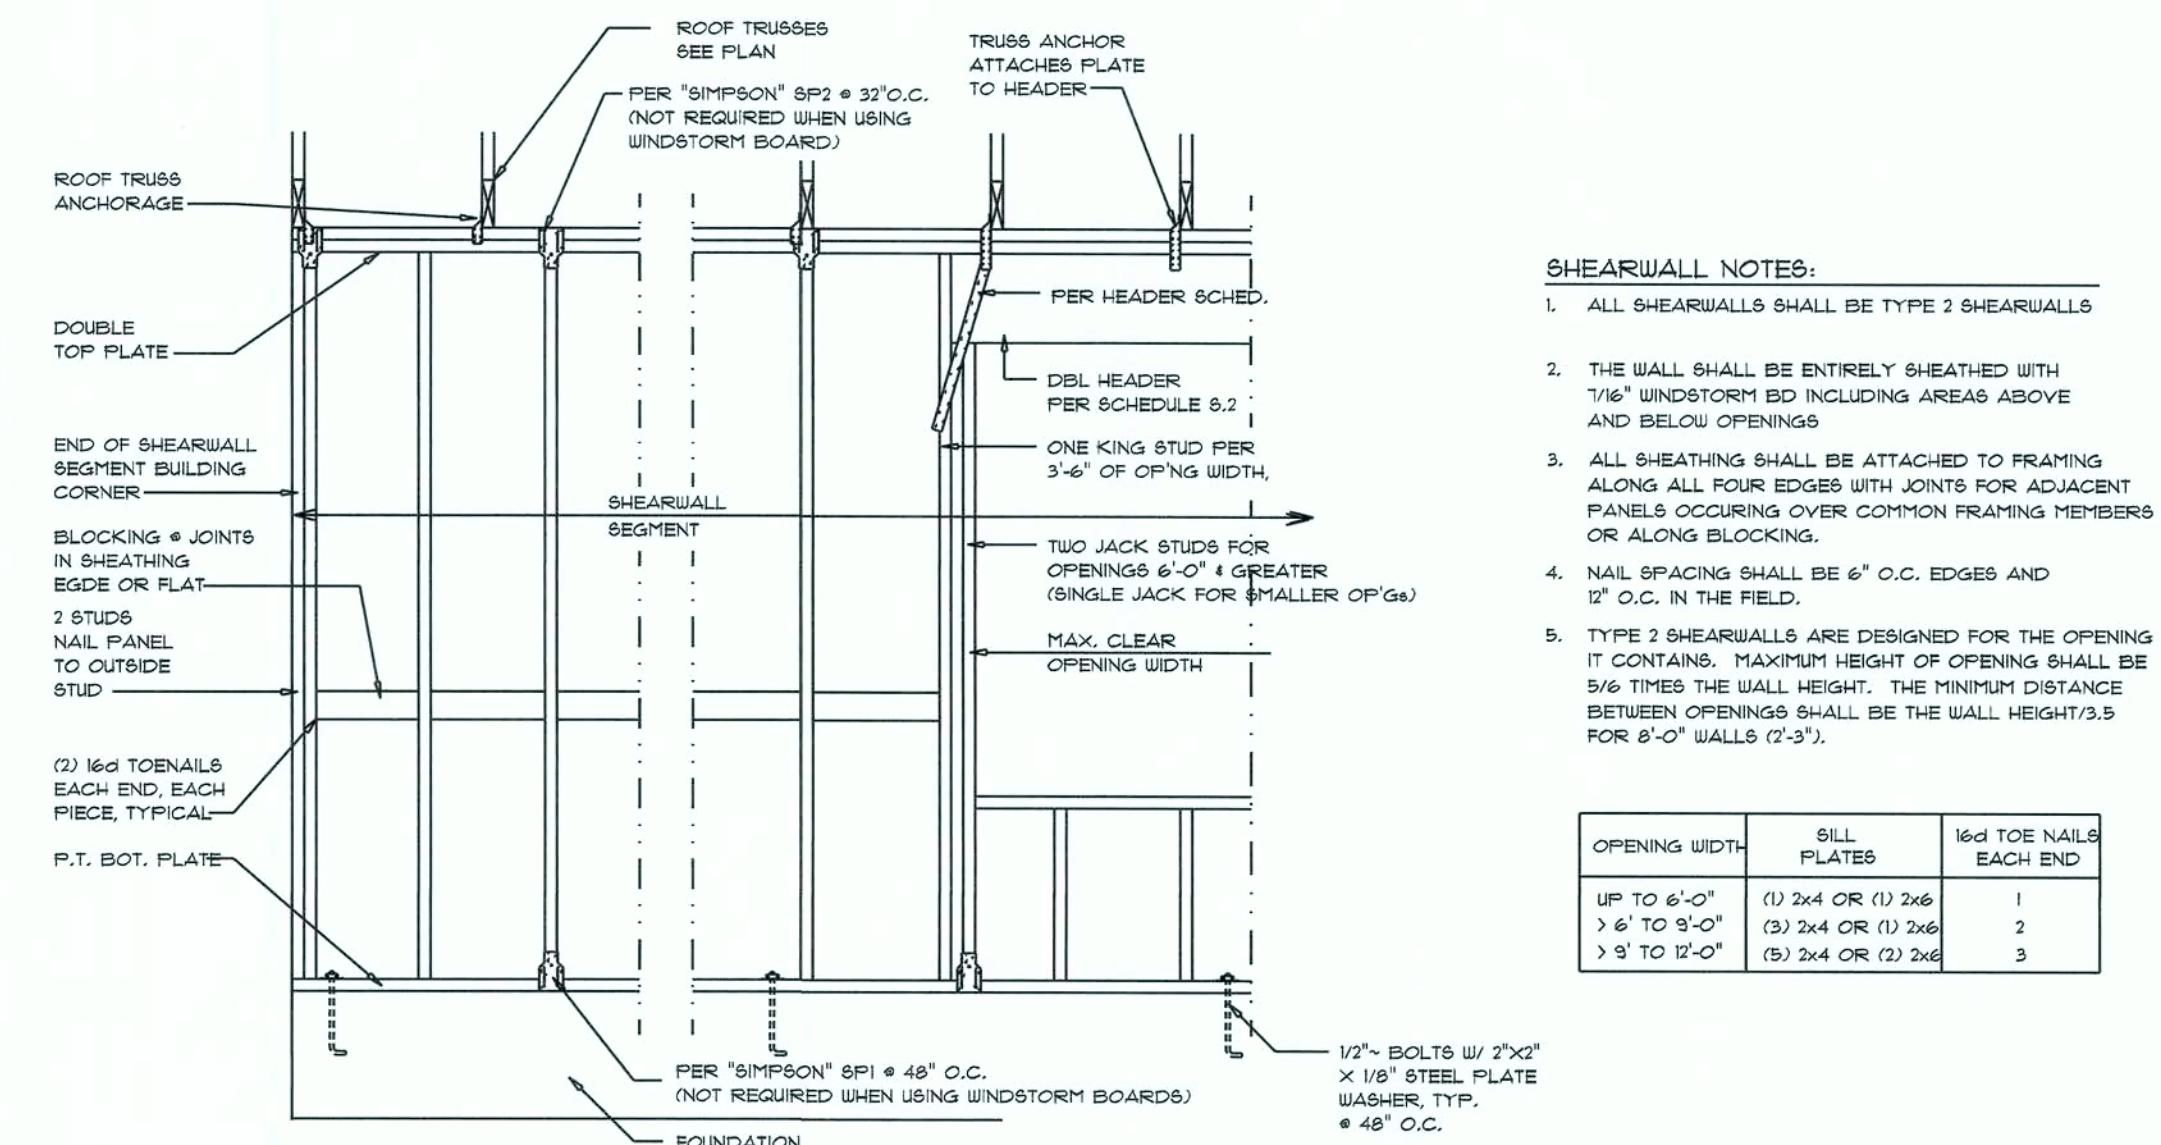 ROOF TRUSSES
SEE PLAN
PER "SIMPSON" SP2 @ 32"O.C.
(NOT REQUIRED WHEN USING
WINDSTORM BOARD)
TRUSS ANCHOR
ATTACHES PLATE
TO HEADER
ROOF TRUSS
ANCHORAGE
DOUBLE
TOP PLATE
END OF SHEARWALL
SEGMENT BUILDING
CORNER
BLOCKING @ JOINTS
IN SHEATHING
EGDE OR FLAT
2 STUDS
NAIL PANEL
TO OUTSIDE
STUD
(2) 16d TOENAILS
EACH END, EACH
PIECE, TYPICAL
P.T. BOT. PLATE
SHEARWALL
SEGMENT
PER HEADER SCHED.
DBL HEADER
PER SCHEDULE S.2
ONE KING STUD PER
3'-6" OF OP'NG WIDTH,
TWO JACK STUDS FOR
OPENINGS 6'-0" & GREATER
(SINGLE JACK FOR SMALLER OP'Gs)
MAX. CLEAR
OPENING WIDTH
PER "SIMPSON" SP1 @ 48" O.C.
(NOT REQUIRED WHEN USING WINDSTORM BOARDS)
FOUNDATION
1/2"~ BOLTS W/ 2"X2"
X 1/8" STEEL PLATE
WASHER, TYP.
@ 48" O.C.
SHEARWALL NOTES:
1. ALL SHEARWALLS SHALL BE TYPE 2 SHEARWALLS
2. THE WALL SHALL BE ENTIRELY SHEATHED WITH
7/16" WINDSTORM BD INCLUDING AREAS ABOVE
AND BELOW OPENINGS
3. ALL SHEATHING SHALL BE ATTACHED TO FRAMING
ALONG ALL FOUR EDGES WITH JOINTS FOR ADJACENT
PANELS OCCURING OVER COMMON FRAMING MEMBERS
OR ALONG BLOCKING.
4. NAIL SPACING SHALL BE 6" O.C. EDGES AND
12" O.C. IN THE FIELD.
5. TYPE 2 SHEARWALLS ARE DESIGNED FOR THE OPENING
IT CONTAINS. MAXIMUM HEIGHT OF OPENING SHALL BE
5/6 TIMES THE WALL HEIGHT. THE MINIMUM DISTANCE
BETWEEN OPENINGS SHALL BE THE WALL HEIGHT/3.5
FOR 8'-0" WALLS (2'-3").
OPENING WIDTH SILL PLATES 16d TOE NAILS EACH END
UP TO 6'-0" (1) 2x4 OR (1) 2x6 1
> 6' TO 9'-0" (3) 2x4 OR (1) 2x6 2
> 9' TO 12'-0" (5) 2x4 OR (2) 2x6 3